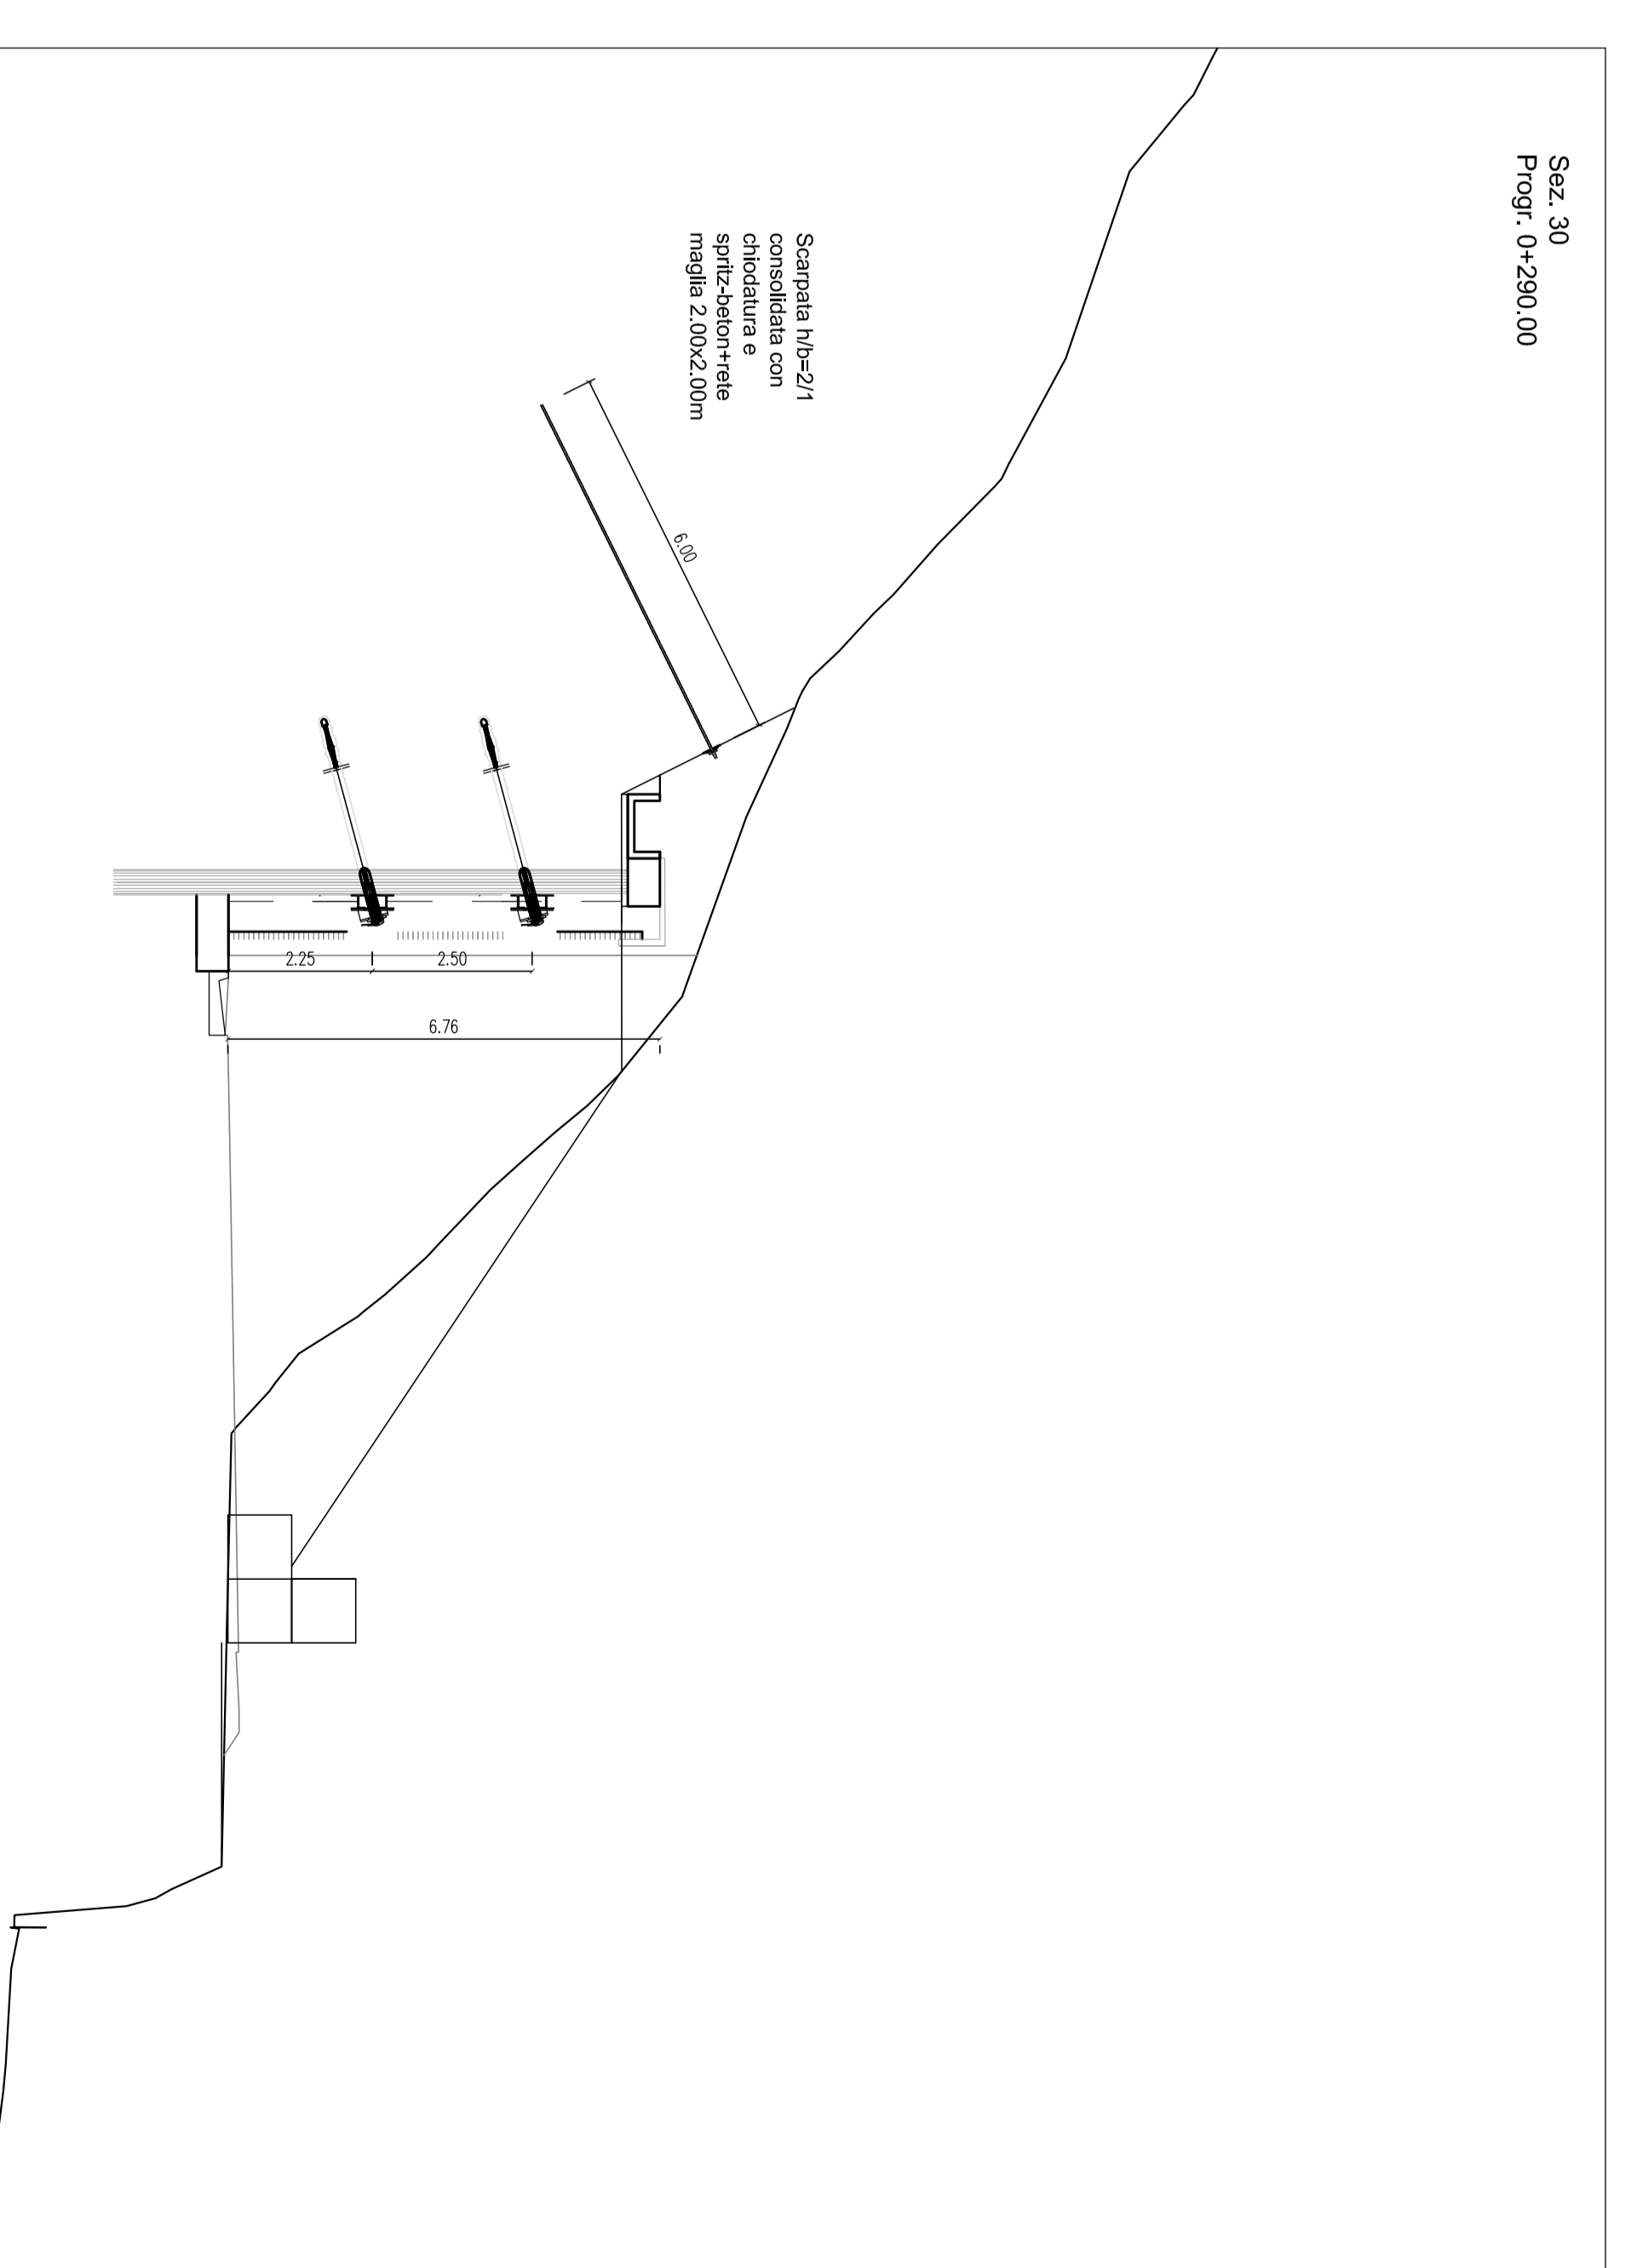 Sez. 30
Progr. 0+290.00
Scarpata h/b=2/1
consolidata con
chiodatura e
spritz-beton+rete
maglia 2.00x2.00m
6.00
2.25
2.50
6.76